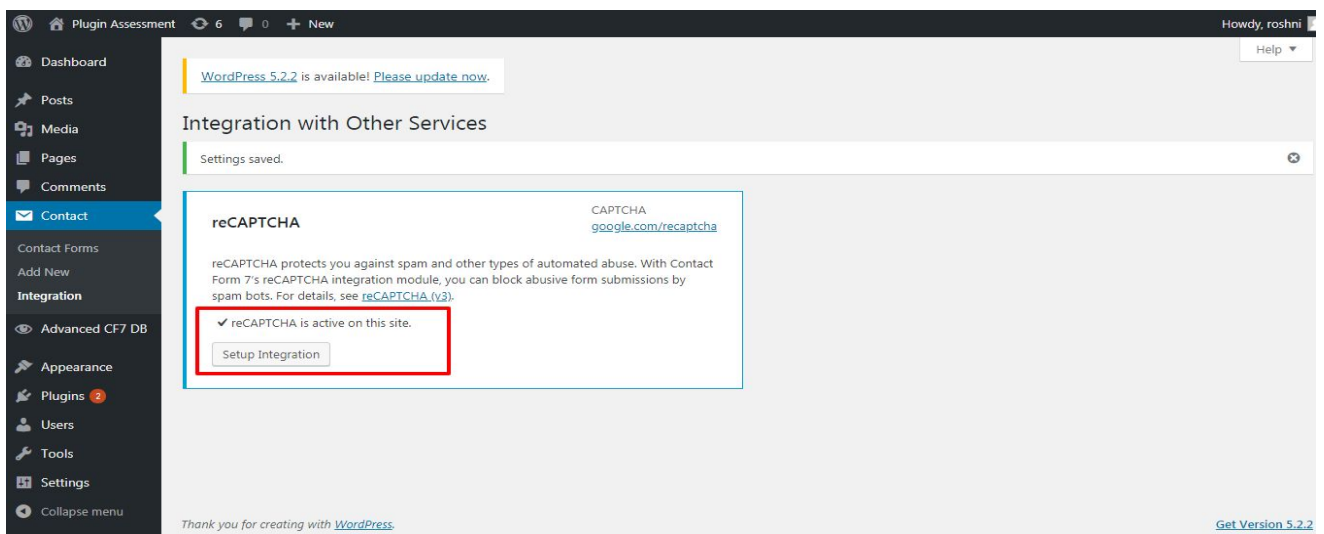 Plugin Assessment 6 0 + New Howdy, roshni
Help ▼
Dashboard
Posts
Media
Pages
Comments
Contact
Contact Forms
Add New
Integration
Advanced CF7 DB
Appearance
Plugins 2
Users
Tools
Settings
Collapse menu
WordPress 5.2.2 is available! Please update now.
Integration with Other Services
Settings saved.
reCAPTCHA
CAPTCHA
google.com/recaptcha
reCAPTCHA protects you against spam and other types of automated abuse. With Contact
Form 7's reCAPTCHA integration module, you can block abusive form submissions by
spam bots. For details, see reCAPTCHA (v3).
✔ reCAPTCHA is active on this site.
Setup Integration
Thank you for creating with WordPress.
Get Version 5.2.2